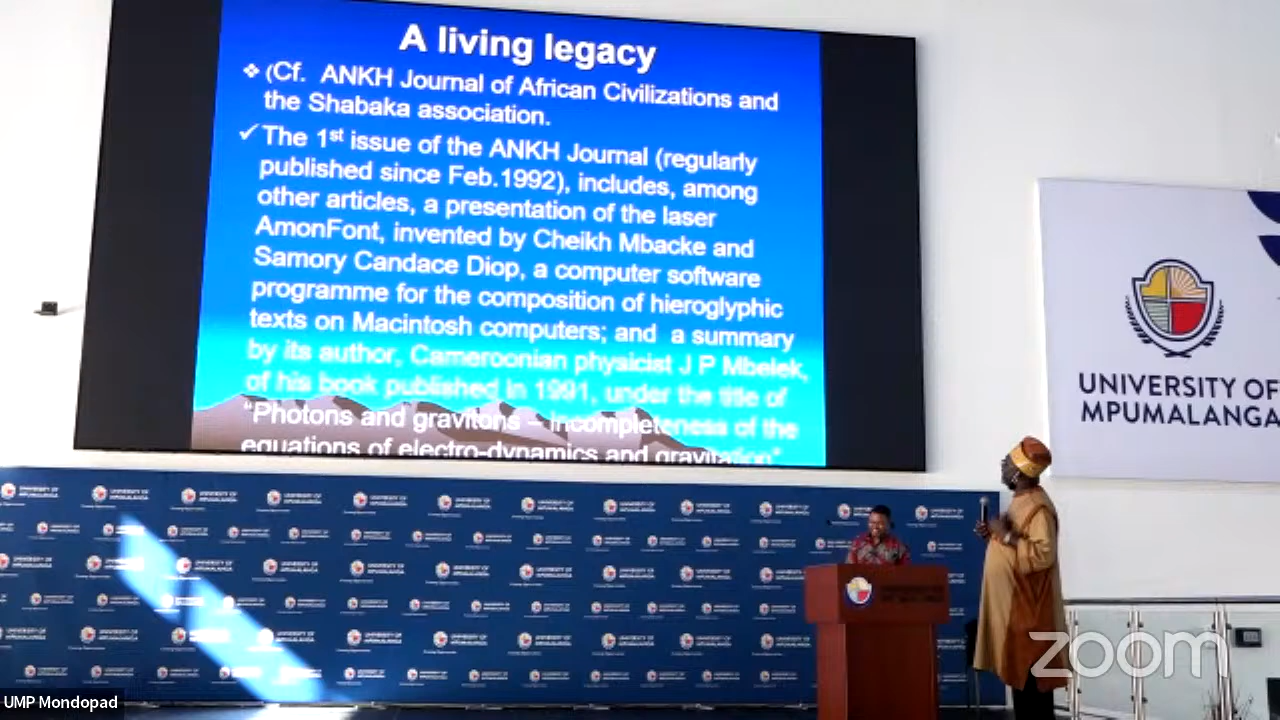 A living legacy
❖ (Cf. ANKH Journal of African Civilizations and
the Shabaka association.
✓ The 1st issue of the ANKH Journal (regularly
published since Feb.1992), includes, among
other articles, a presentation of the laser
AmonFont, invented by Cheikh Mbacke and
Samory Candace Diop, a computer software
programme for the composition of hieroglyphic
texts on Macintosh computers; and a summary
by its author, Cameroonian physicist J P Mbelek,
of his book published in 1991, under the title of
“Photons and gravitons – incompleteness of the
equations of electro-dynamics and gravitation”
UNIVERSITY OF
MPUMALANGA
UNIVERSITY OF
MPUMALANGA
zoom
UMP Mondopad